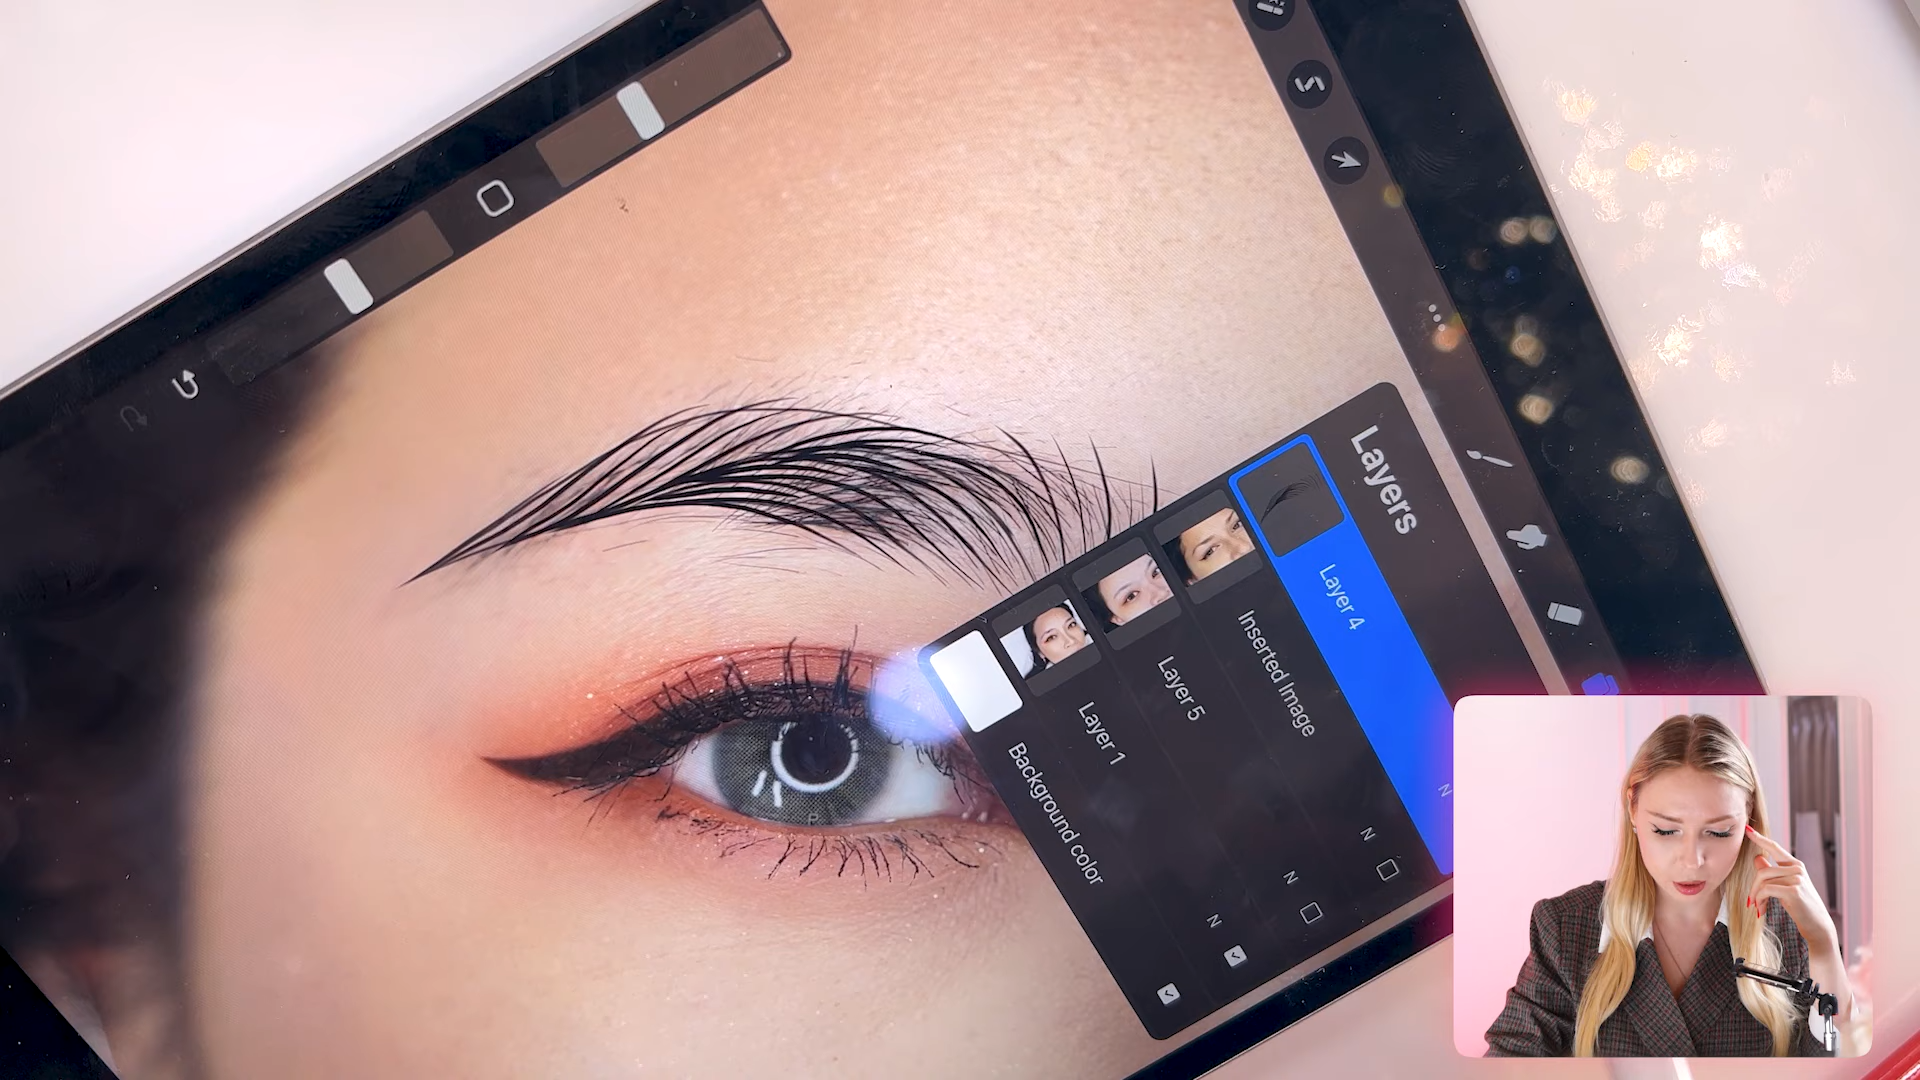 Layers
Layer 4
N
Inserted Image
N
Layer 5
N
Layer 1
N
Background color